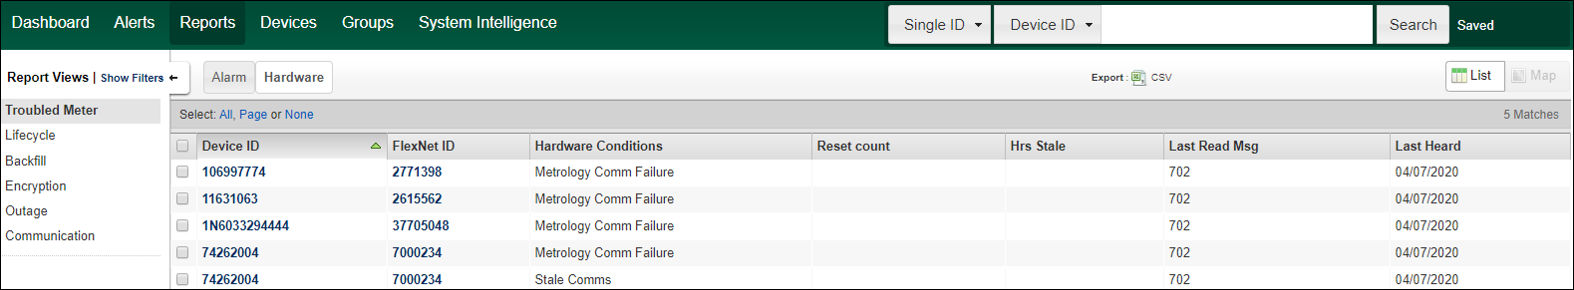 Dashboard Alerts Reports Devices Groups System Intelligence Single ID Device ID Search Saved
Report Views | Show Filters Alarm Hardware Export : CSV List Map
Troubled Meter
Lifecycle
Backfill
Encryption
Outage
Communication
Select: All, Page or None 5 Matches
Device ID FlexNet ID Hardware Conditions Reset count Hrs Stale Last Read Msg Last Heard
106997774 2771398 Metrology Comm Failure 702 04/07/2020
11631063 2615562 Metrology Comm Failure 702 04/07/2020
1N6033294444 37705048 Metrology Comm Failure 702 04/07/2020
74262004 7000234 Metrology Comm Failure 702 04/07/2020
74262004 7000234 Stale Comms 702 04/07/2020